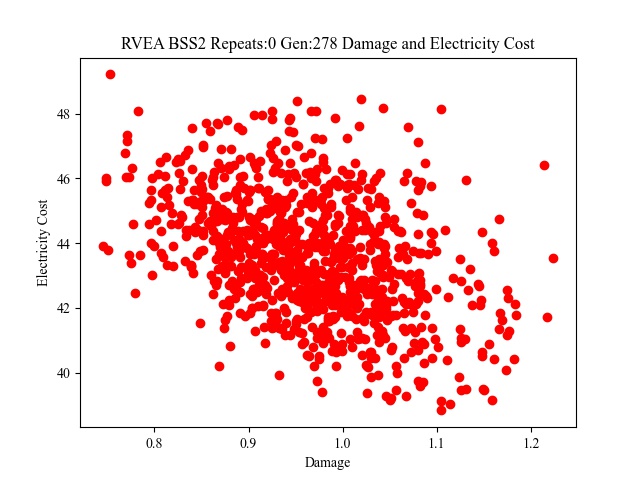 RVEA BSS2 Repeats:0 Gen:278 Damage and Electricity Cost
48
46
44
42
40
Electricity Cost
0.8 0.9 1.0 1.1 1.2
Damage